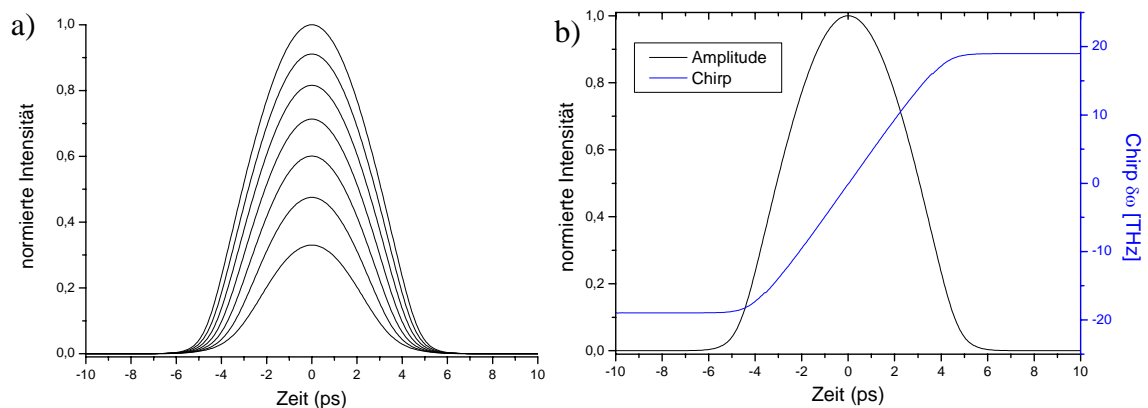 a)
normierte Intensität
1,0
0,8
0,6
0,4
0,2
0,0
-10 -8 -6 -4 -2 0 2 4 6 8 10
Zeit (ps)
b)
normierte Intensität
1,0
0,8
0,6
0,4
0,2
0,0
Amplitude
Chirp
20
10
0
-10
-20
Chirp δω [THz]
-10 -8 -6 -4 -2 0 2 4 6 8 10
Zeit (ps)